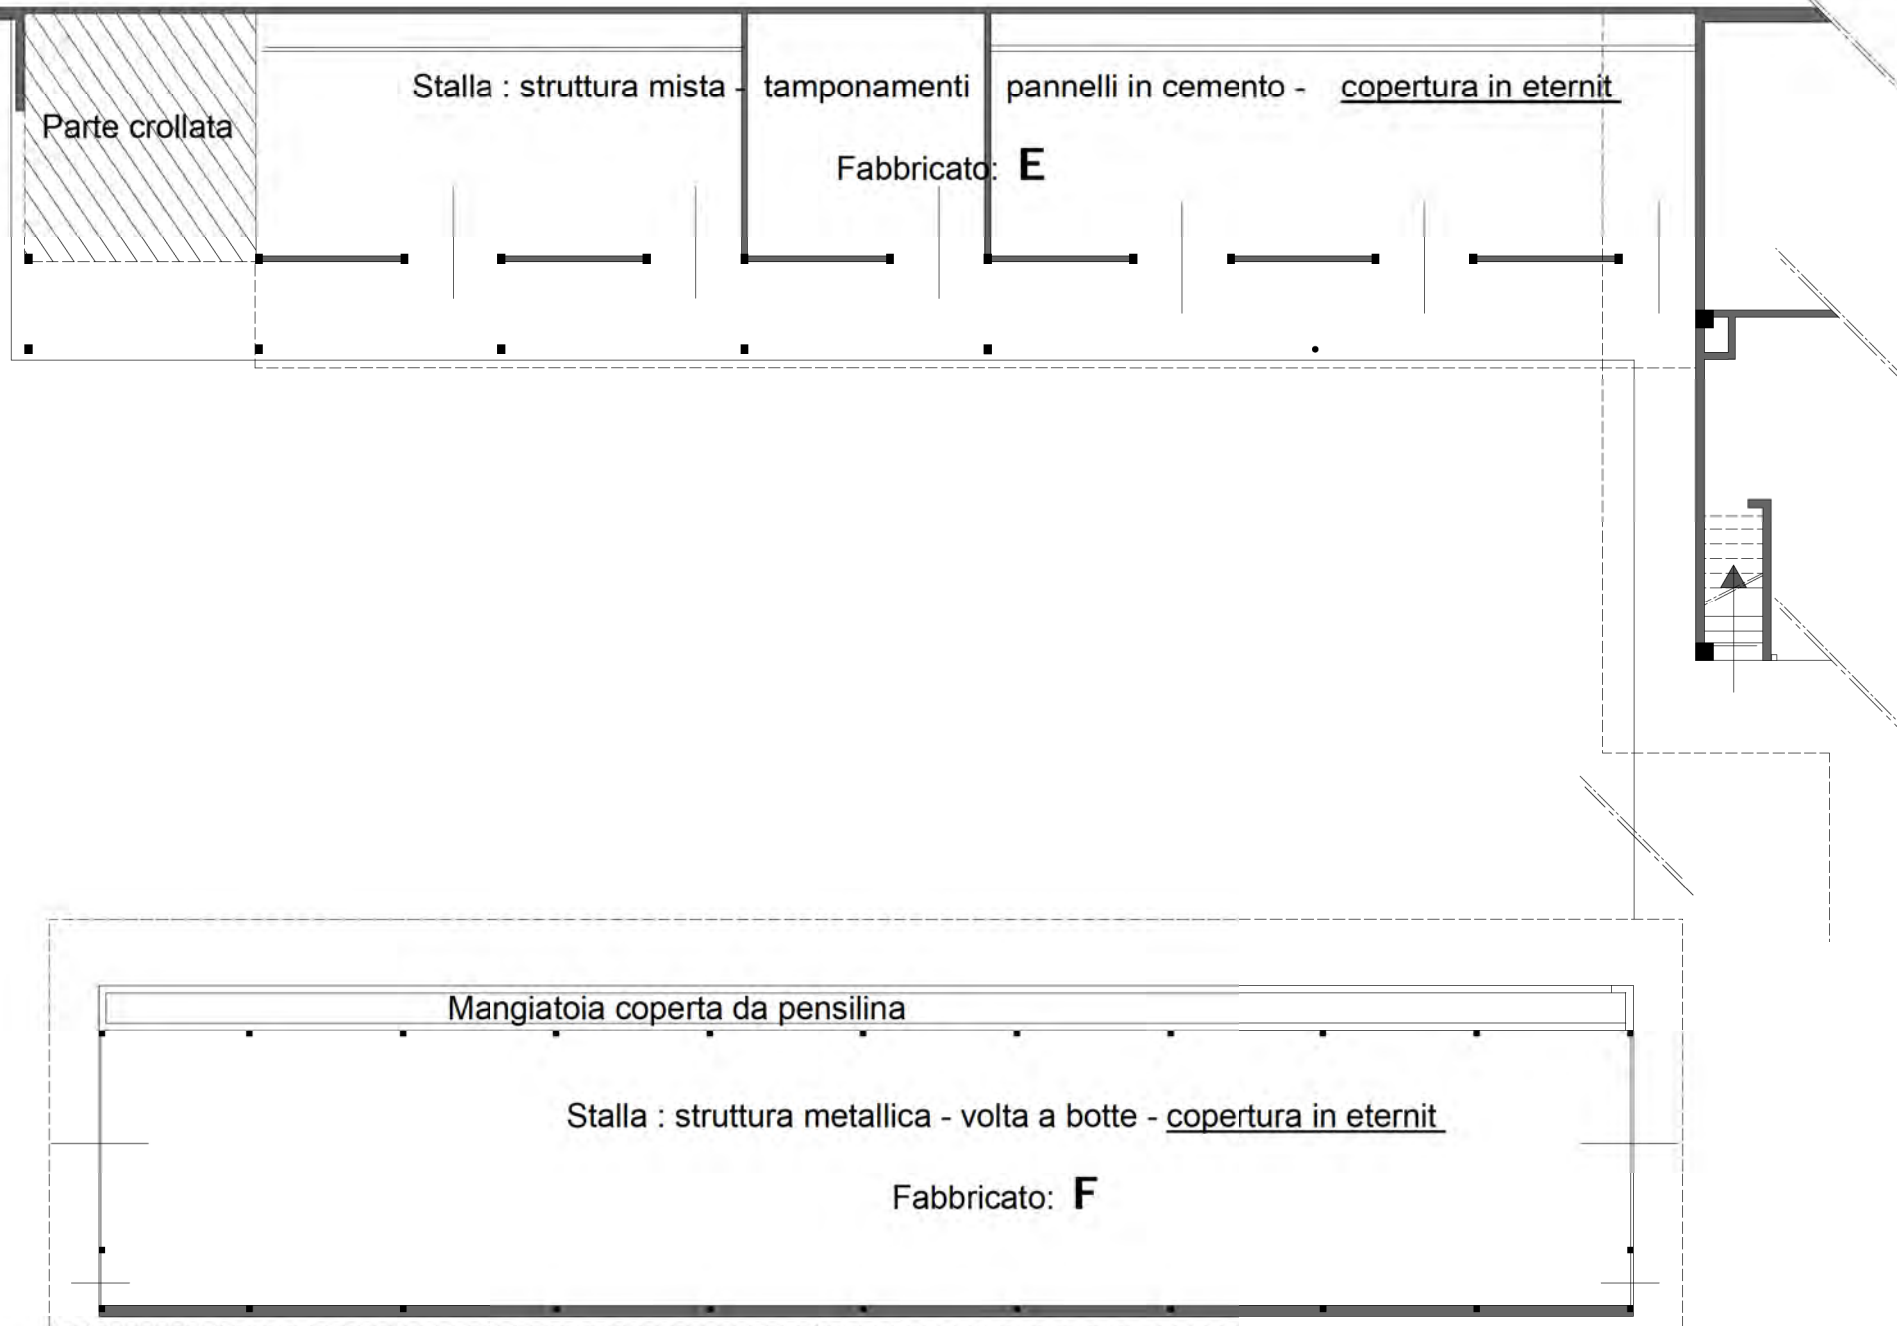 Stalla : struttura mista - tamponamenti pannelli in cemento - copertura in eternit
Parte crollata
Fabbricato: E
Mangiatoia coperta da pensilina
Stalla : struttura metallica - volta a botte - copertura in eternit
Fabbricato: F